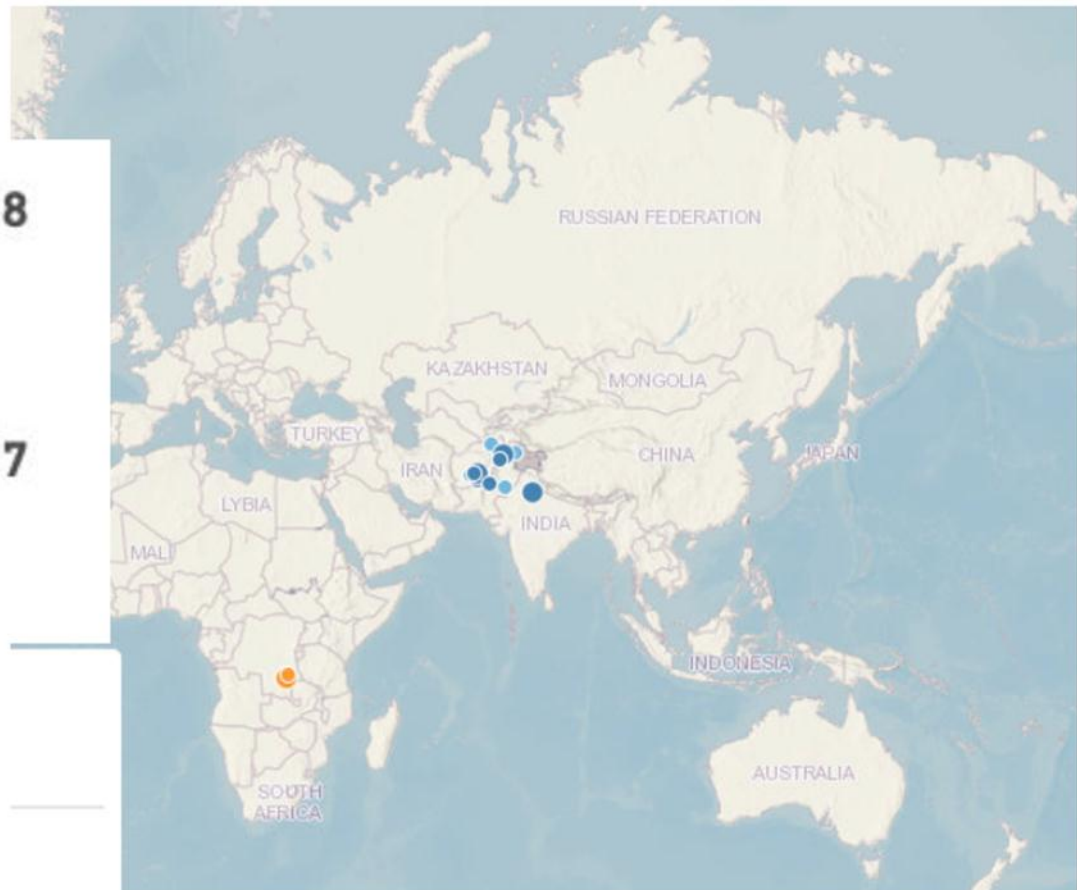 8
RUSSIAN FEDERATION
KAZAKHSTAN
MONGOLIA
TURKEY
7
IRAN
CHINA
JAPAN
LYBIA
INDIA
MALI
INDONESIA
AUSTRALIA
SOUTH
AFRICA